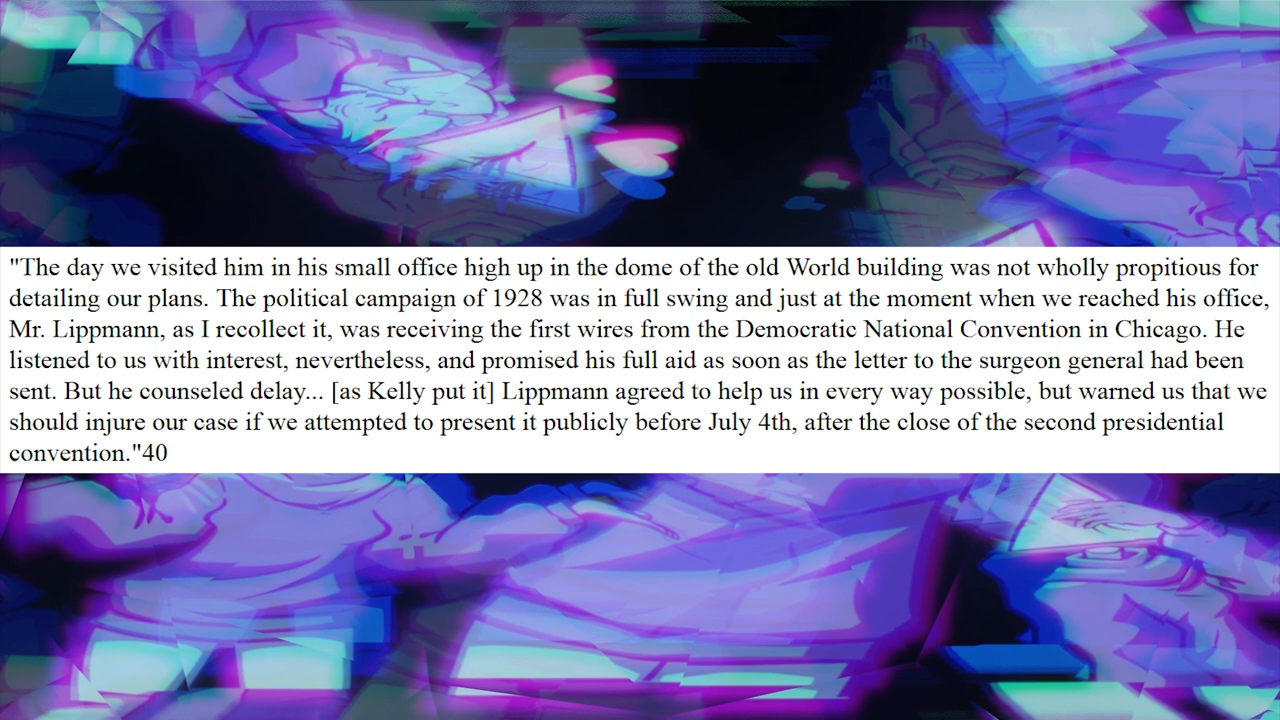 "The day we visited him in his small office high up in the dome of the old World building was not wholly propitious for
detailing our plans. The political campaign of 1928 was in full swing and just at the moment when we reached his office,
Mr. Lippmann, as I recollect it, was receiving the first wires from the Democratic National Convention in Chicago. He
listened to us with interest, nevertheless, and promised his full aid as soon as the letter to the surgeon general had been
sent. But he counseled delay... [as Kelly put it] Lippmann agreed to help us in every way possible, but warned us that we
should injure our case if we attempted to present it publicly before July 4th, after the close of the second presidential
convention."40